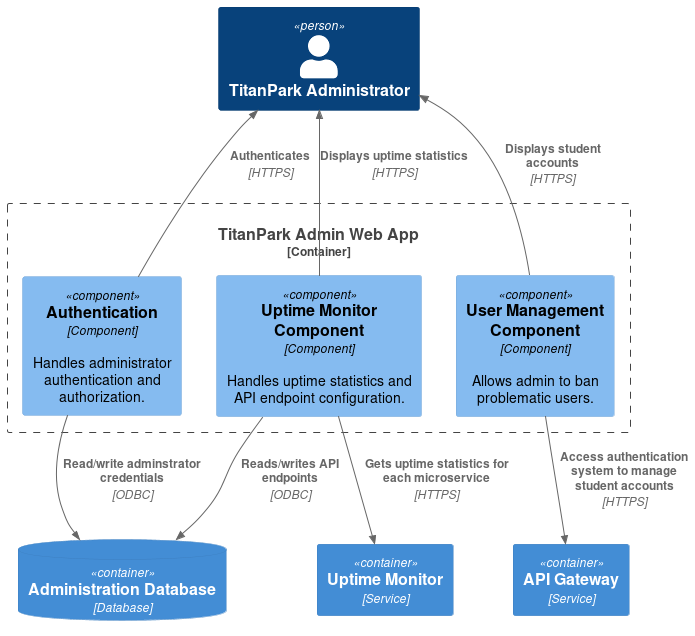 «person»
TitanPark Administrator
Authenticates
[HTTPS]
Displays uptime statistics
[HTTPS]
Displays student
accounts
[HTTPS]
TitanPark Admin Web App
[Container]
«component»
Authentication
[Component]
Handles administrator
authentication and
authorization.
«component»
Uptime Monitor
Component
[Component]
Handles uptime statistics and
API endpoint configuration.
«component»
User Management
Component
[Component]
Allows admin to ban
problematic users.
Read/write adminstrator
credentials
[ODBC]
Reads/writes API
endpoints
[ODBC]
Gets uptime statistics for
each microservice
[HTTPS]
Access authentication
system to manage
student accounts
[HTTPS]
«container»
Administration Database
[Database]
«container»
Uptime Monitor
[Service]
«container»
API Gateway
[Service]